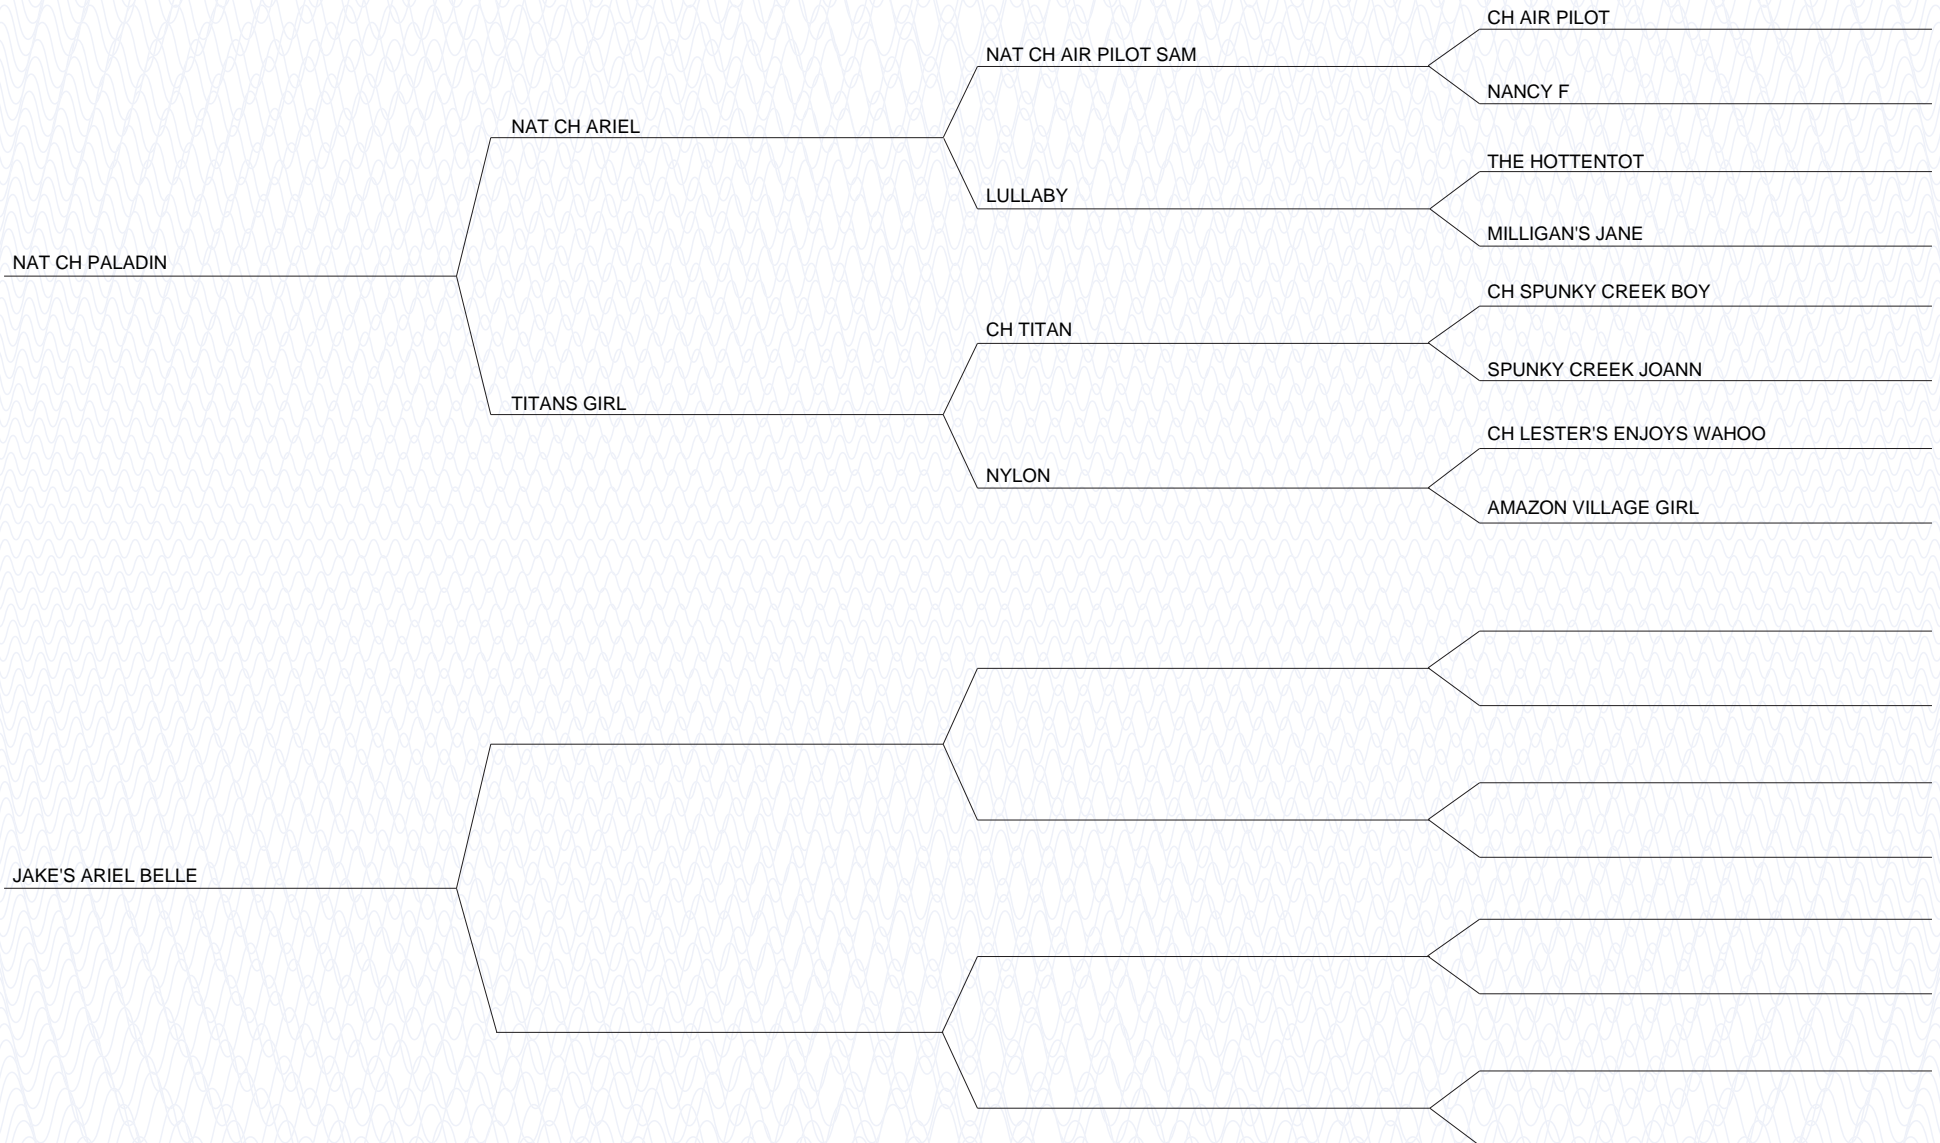 CH AIR PILOT
NAT CH AIR PILOT SAM
NANCY F
NAT CH ARIEL
THE HOTTENTOT
LULLABY
MILLIGAN'S JANE
NAT CH PALADIN
CH SPUNKY CREEK BOY
CH TITAN
SPUNKY CREEK JOANN
TITANS GIRL
CH LESTER'S ENJOYS WAHOO
NYLON
AMAZON VILLAGE GIRL
JAKE'S ARIEL BELLE